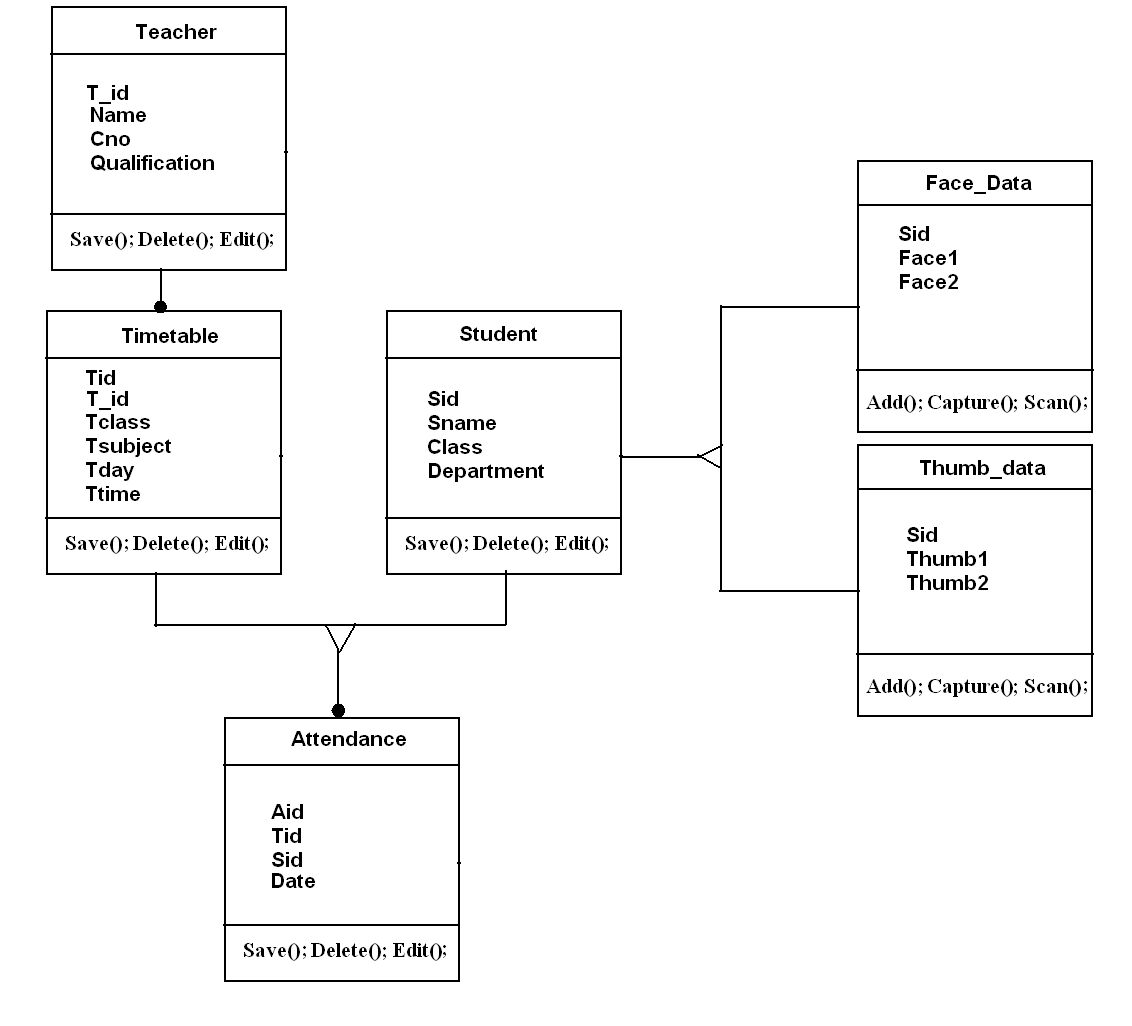 Teacher
T_id
Name
Cno
Qualification
Save(); Delete(); Edit();
Timetable
Tid
T_id
Tclass
Tsubject
Tday
Ttime
Save(); Delete(); Edit();
Student
Sid
Sname
Class
Department
Save(); Delete(); Edit();
Face_Data
Sid
Face1
Face2
Add(); Capture(); Scan();
Thumb_data
Sid
Thumb1
Thumb2
Add(); Capture(); Scan();
Attendance
Aid
Tid
Sid
Date
Save(); Delete(); Edit();